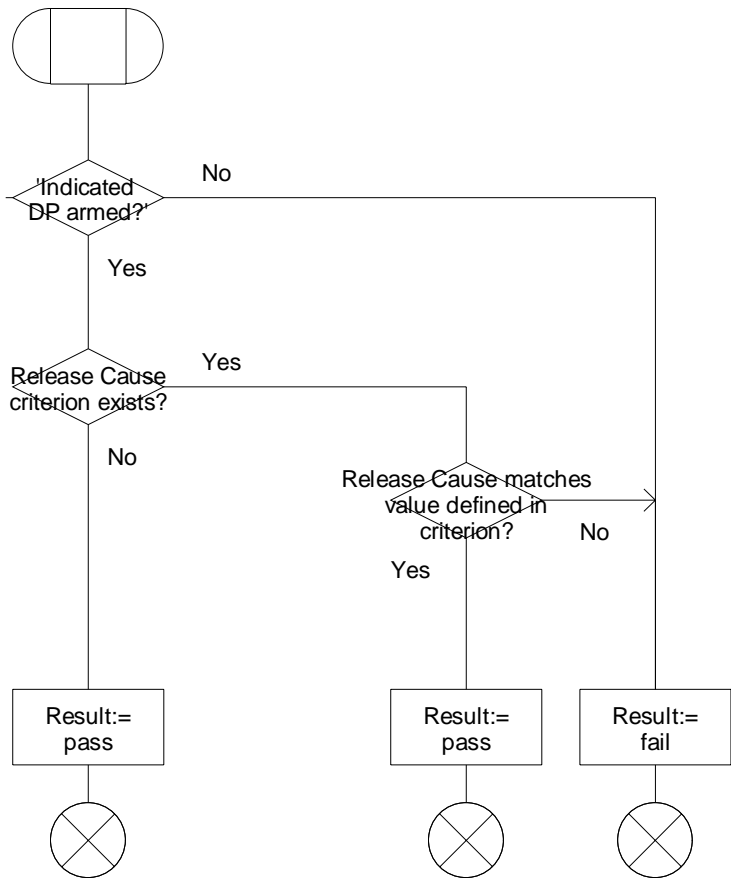 'Indicated
DP armed?'
No
Yes
Release Cause
criterion exists?
Yes
No
Release Cause matches
value defined in
criterion?
No
Yes
Result:=
pass
Result:=
pass
Result:=
fail